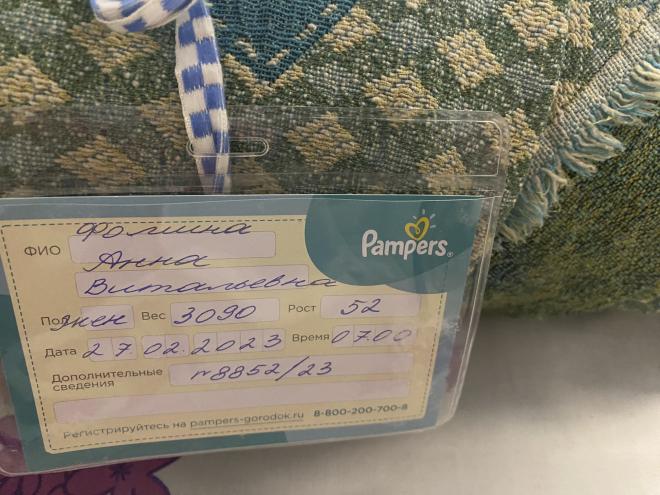 Pampers®
Фомина
ФИО Анна
Витальевна
Пол жен Вес 3090 Рост 52
Дата 27.02.2023 Время 07.00
Дополнительные
сведения №8852/23
Регистрируйтесь на pampers-gorodok.ru 8-800-200-700-8